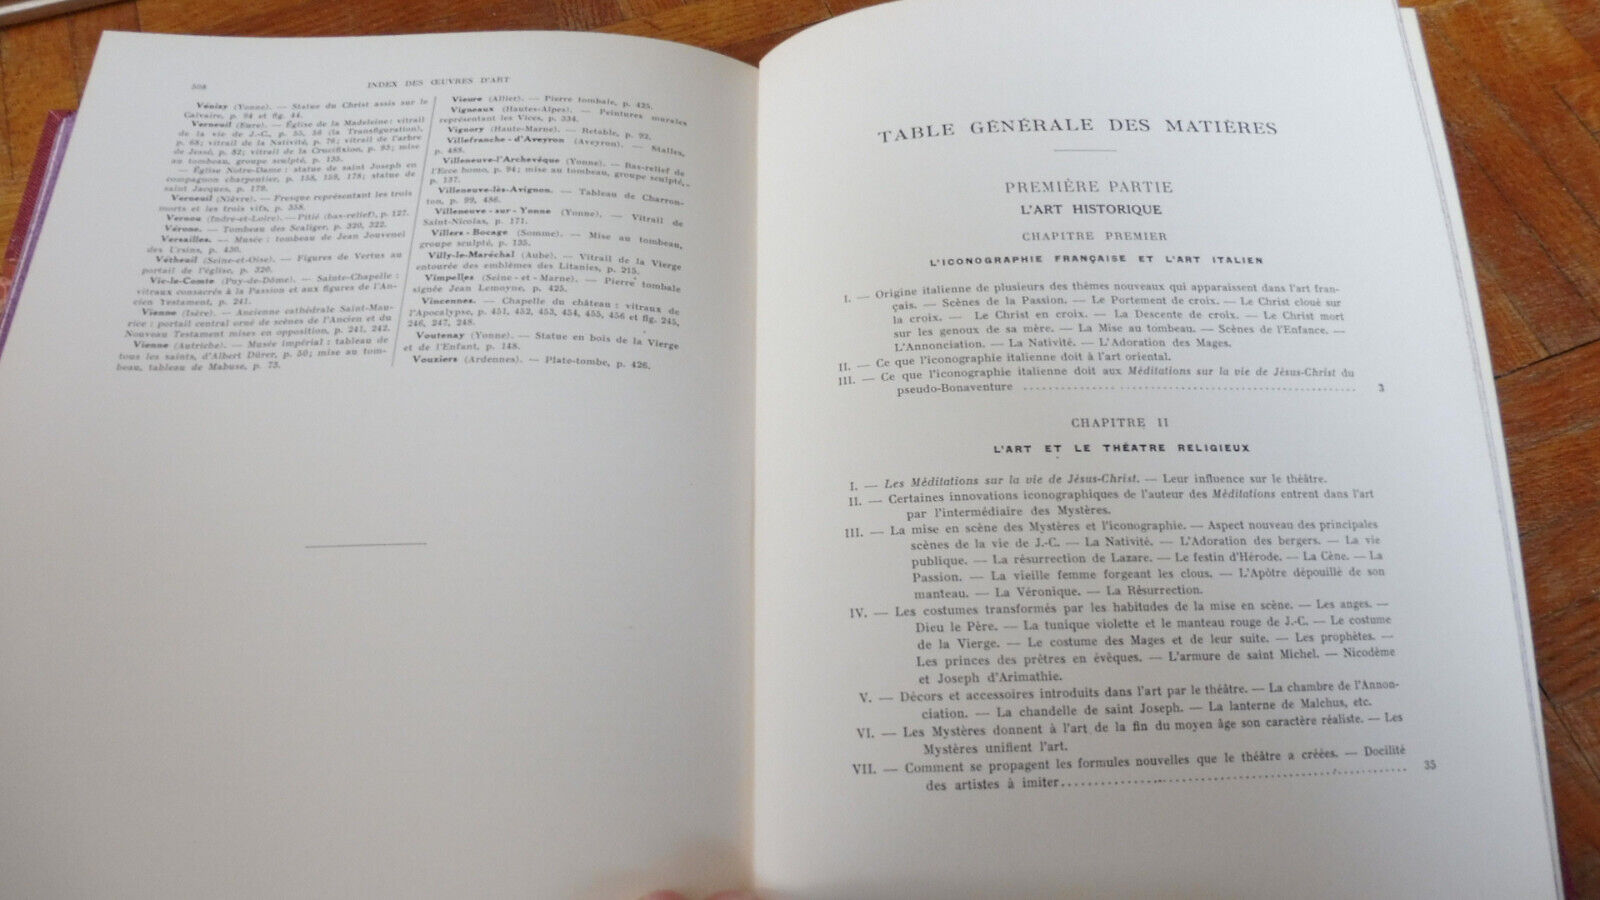 508
INDEX DES ŒUVRES D'ART
Vénizy (Yonne). — Statue du Christ assis sur le
Calvaire, p. 94 et fig. 44.
Verneuil (Eure). — Église de la Madeleine : vitrail
de la vie de J.-C., p. 55, 56 (la Transfiguration),
p. 68; vitrail de la Nativité, p. 76; vitrail de l'arbre
de Jessé, p. 82; vitrail de la Crucifixion, p. 93; mise
au tombeau, groupe sculpté, p. 135.
— Église Notre-Dame : statue de saint Joseph en
compagnon charpentier, p. 158, 159, 178; statue de
saint Jacques, p. 179.
Verneuil (Nièvre). — Fresque représentant les trois
morts et les trois vifs, p. 358.
Vernou (Indre-et-Loire). — Pitié (bas-relief), p. 127.
Vérone. — Tombeau des Scaliger, p. 320, 322.
Versailles. — Musée : tombeau de Jean Jouvenel
des Ursins, p. 430.
Vétheuil (Seine-et-Oise). — Figures de Vertus au
portail de l'église, p. 326.
Vic-le-Comte (Puy-de-Dôme). — Sainte-Chapelle :
vitraux consacrés à la Passion et aux figures de l'An-
cien Testament, p. 241.
Vienne (Isère). — Ancienne cathédrale Saint-Mau-
rice : portail central orné de scènes de l'Ancien et du
Nouveau Testament mises en opposition, p. 241, 242.
Vienne (Autriche). — Musée impérial : tableau de
tous les saints, d'Albert Dürer, p. 50; mise au tom-
beau, tableau de Mabuse, p. 73.
Vieure (Allier). — Pierre tombale, p. 425.
Vigneaux (Hautes-Alpes). — Peintures murales
représentant les Vices, p. 334.
Vignory (Haute-Marne). — Retable, p. 92.
Villefranche-d'Aveyron (Aveyron). — Stalles,
p. 488.
Villeneuve-l'Archevêque (Yonne). — Bas-relief de
l'Ecce homo, p. 94; mise au tombeau, groupe sculpté,
p. 137.
Villeneuve-lès-Avignon. — Tableau de Charron-
ton, p. 99, 486.
Villeneuve-sur-Yonne (Yonne). — Vitrail de
Saint-Nicolas, p. 171.
Villers-Bocage (Somme). — Mise au tombeau,
groupe sculpté, p. 135.
Villy-le-Maréchal (Aube). — Vitrail de la Vierge
entourée des emblèmes des Litanies, p. 215.
Vimpelles (Seine-et-Marne). — Pierre tombale
signée Jean Lemoyne, p. 425.
Vincennes. — Chapelle du château : vitraux de
l'Apocalypse, p. 451, 452, 453, 454, 455, 456 et fig. 245,
246, 247, 248.
Voutenay (Yonne). — Statue en bois de la Vierge
et de l'Enfant, p. 148.
Vouziers (Ardennes). — Plate-tombe, p. 426.
TABLE GÉNÉRALE DES MATIÈRES
PREMIÈRE PARTIE
L'ART HISTORIQUE
CHAPITRE PREMIER
L'ICONOGRAPHIE FRANÇAISE ET L'ART ITALIEN
I. — Origine italienne de plusieurs des thèmes nouveaux qui apparaissent dans l'art fran-
çais. — Scènes de la Passion. — Le Portement de croix. — Le Christ cloué sur
la croix. — Le Christ en croix. — La Descente de croix. — Le Christ mort
sur les genoux de sa mère. — La Mise au tombeau. — Scènes de l'Enfance. —
L'Annonciation. — La Nativité. — L'Adoration des Mages.
II. — Ce que l'iconographie italienne doit à l'art oriental.
III. — Ce que l'iconographie italienne doit aux Méditations sur la vie de Jésus-Christ du
pseudo-Bonaventure ........................ 3
CHAPITRE II
L'ART ET LE THÉATRE RELIGIEUX
I. — Les Méditations sur la vie de Jésus-Christ. — Leur influence sur le théâtre.
II. — Certaines innovations iconographiques de l'auteur des Méditations entrent dans l'art
par l'intermédiaire des Mystères.
III. — La mise en scène des Mystères et l'iconographie. — Aspect nouveau des principales
scènes de la vie de J.-C. — La Nativité. — L'Adoration des bergers. — La vie
publique. — La résurrection de Lazare. — Le festin d'Hérode. — La Cène. — La
Passion. — La vieille femme forgeant les clous. — L'Apôtre dépouillé de son
manteau. — La Véronique. — La Résurrection.
IV. — Les costumes transformés par les habitudes de la mise en scène. — Les anges. —
Dieu le Père. — La tunique violette et le manteau rouge de J.-C. — Le costume
de la Vierge. — Le costume des Mages et de leur suite. — Les prophètes. —
Les princes des prêtres en évêques. — L'armure de saint Michel. — Nicodème
et Joseph d'Arimathie.
V. — Décors et accessoires introduits dans l'art par le théâtre. — La chambre de l'Annon-
ciation. — La chandelle de saint Joseph. — La lanterne de Malchus, etc.
VI. — Les Mystères donnent à l'art de la fin du moyen âge son caractère réaliste. — Les
Mystères unifient l'art.
VII. — Comment se propagent les formules nouvelles que le théâtre a créées. — Docilité
des artistes à imiter........................ 35